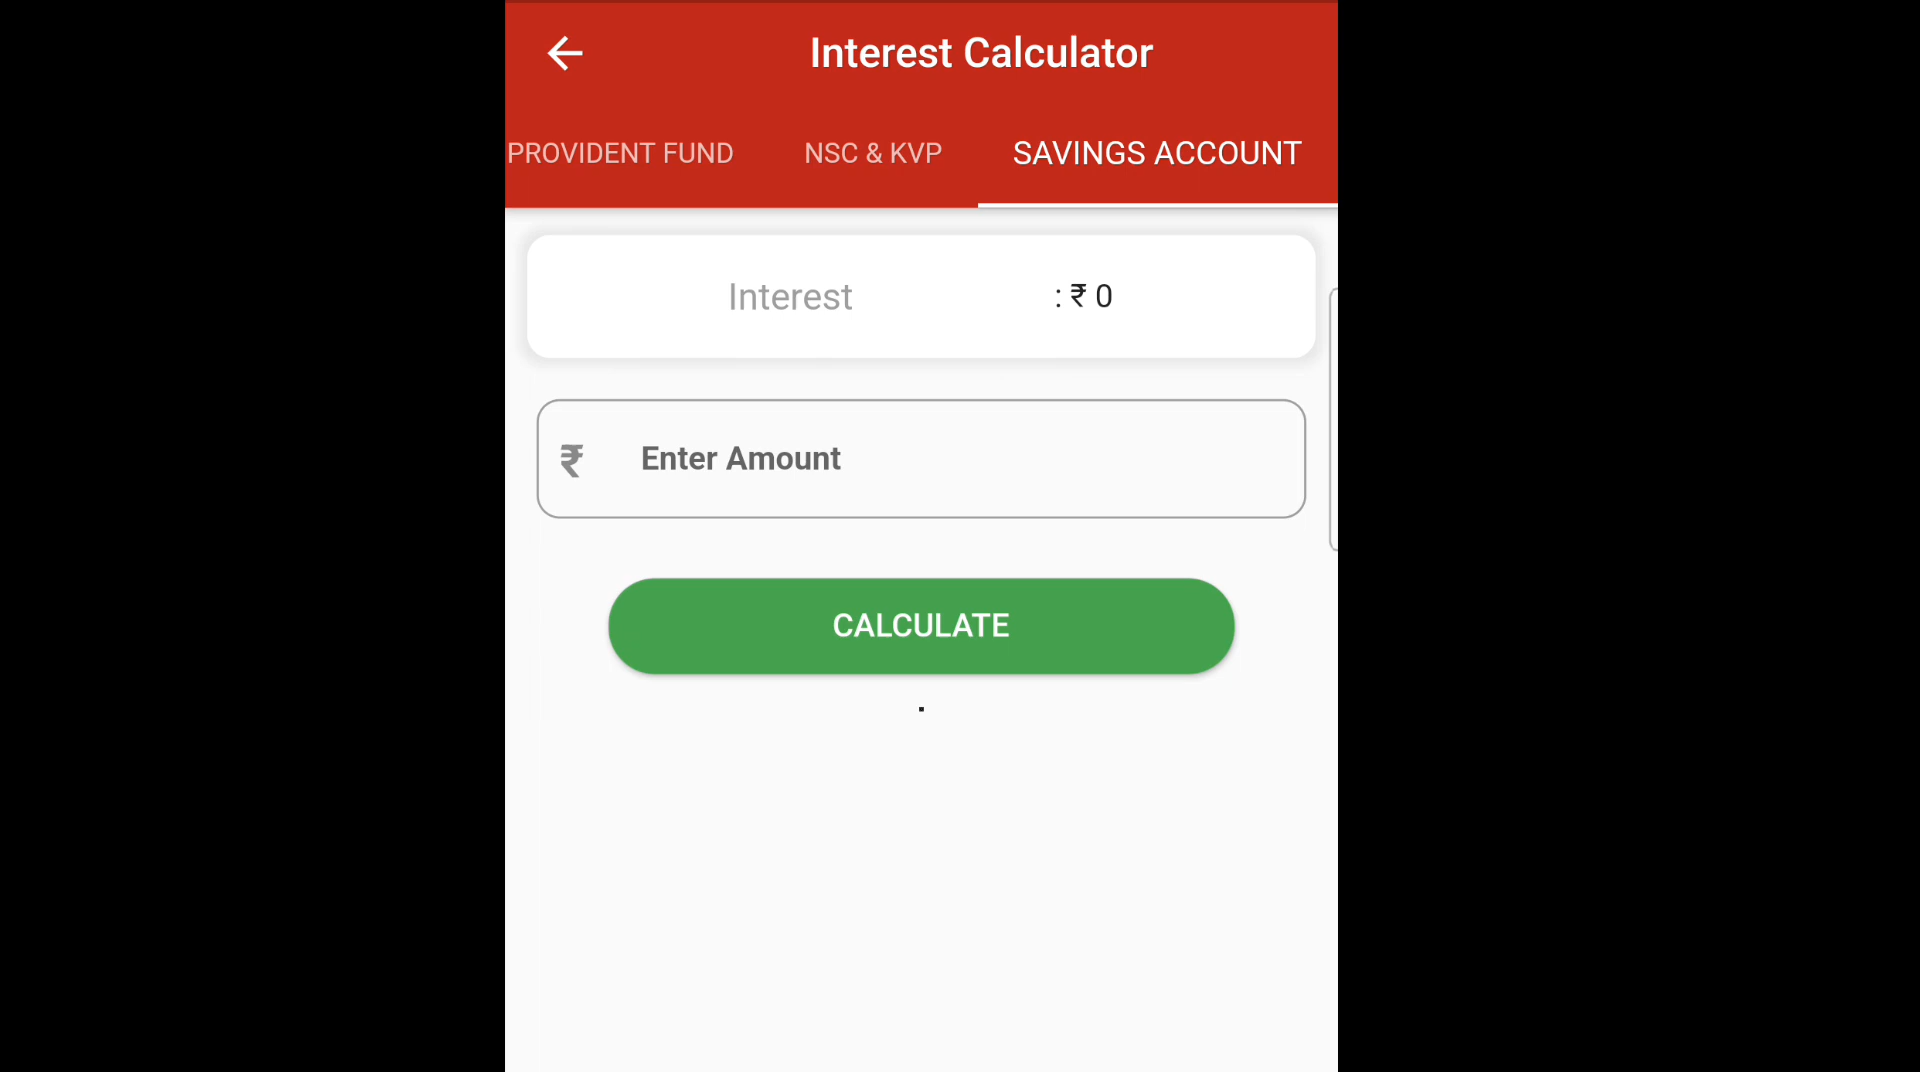 Interest Calculator
PROVIDENT FUND NSC & KVP SAVINGS ACCOUNT
Interest : ₹ 0
₹ Enter Amount
CALCULATE
.